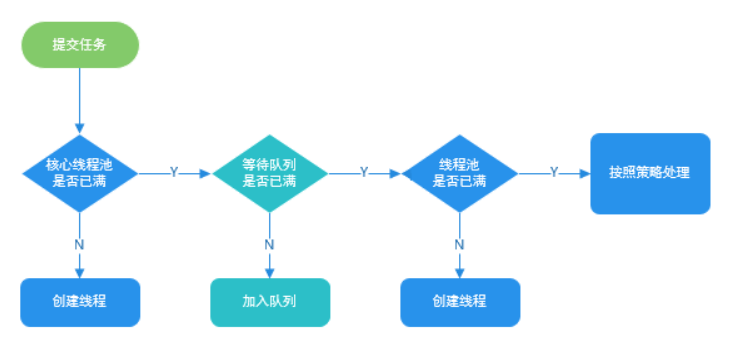 提交任务
核心线程池
是否已满
Y
等待队列
是否已满
Y
线程池
是否已满
Y
按照策略处理
N
N
N
创建线程
加入队列
创建线程